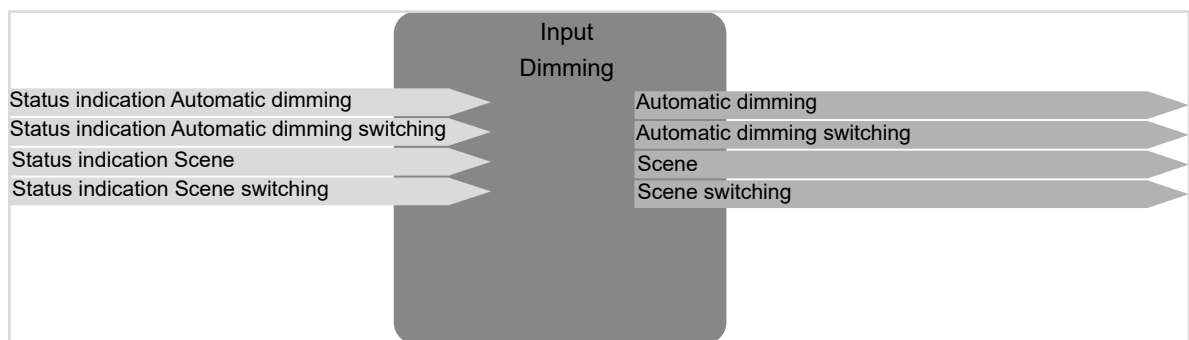 Input
Dimming
Status indication Automatic dimming
Status indication Automatic dimming switching
Status indication Scene
Status indication Scene switching
Automatic dimming
Automatic dimming switching
Scene
Scene switching